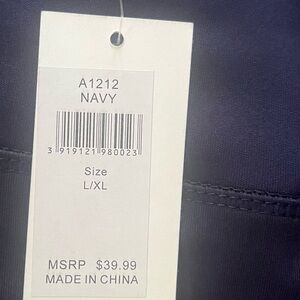 A1212
NAVY
3 919121 980023
Size
L/XL
MSRP $39.99
MADE IN CHINA